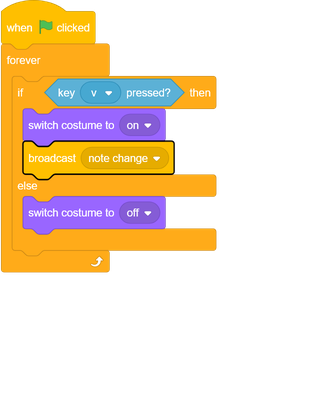 when clicked
forever
if key v pressed? then
switch costume to on
broadcast note change
else
switch costume to off